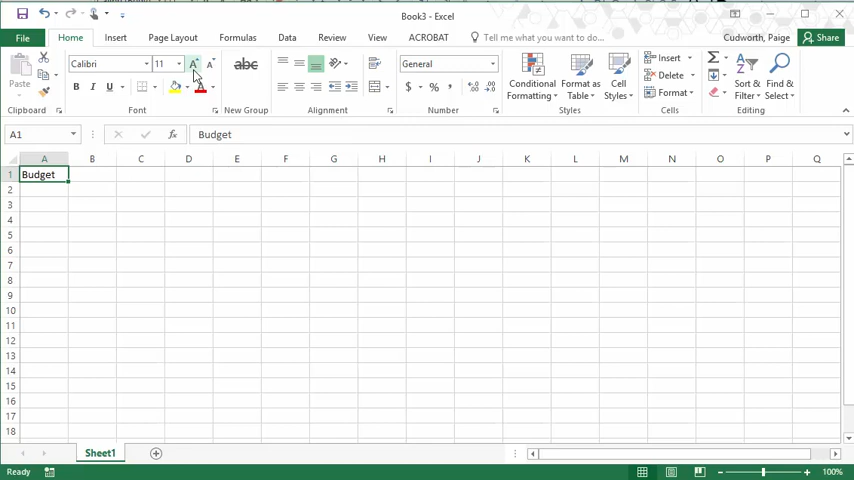 Book3 - Excel
File Home Insert Page Layout Formulas Data Review View ACROBAT Tell me what you want to do... Cudworth, Paige Share
Calibri 11 A A abc General Σ
Paste B I U A $ % Conditional Formatting Format as Table Insert Delete Format Sort & Filter Find & Select
Clipboard Font New Group Alignment Number Styles Cells Editing
A1 fx Budget
A B C D E F G H I J K L M N O P Q
1 Budget
2
3
4
5
6
7
8
9
10
11
12
13
14
15
16
17
18
Sheet1
Ready 100%